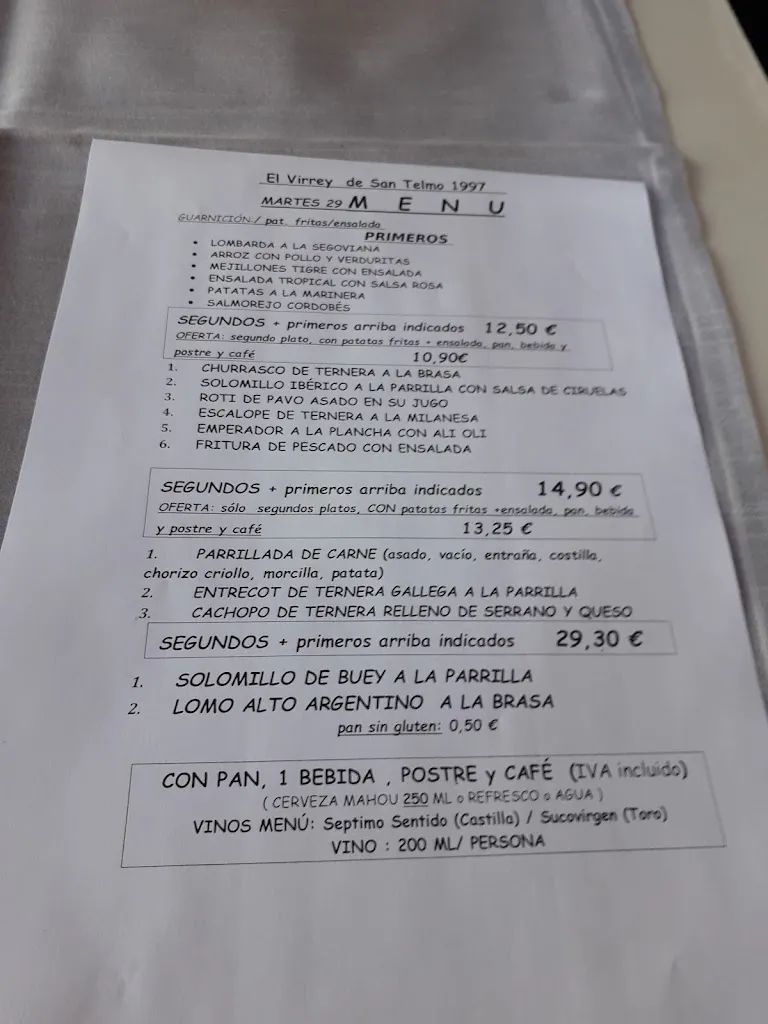 El Virrey de San Telmo 1997
MARTES 29 M E N U
GUARNICIÓN / pat. fritas/ensalada
PRIMEROS
• LOMBARDA A LA SEGOVIANA
• ARROZ CON POLLO Y VERDURITAS
• MEJILLONES TIGRE CON ENSALADA
• ENSALADA TROPICAL CON SALSA ROSA
• PATATAS A LA MARINERA
• SALMOREJO CORDOBÉS
SEGUNDOS + primeros arriba indicados 12,50 €
OFERTA: segundo plato, con patatas fritas + ensalada, pan, bebida y
postre y café 10,90€
1. CHURRASCO DE TERNERA A LA BRASA
2. SOLOMILLO IBÉRICO A LA PARRILLA CON SALSA DE CIRUELAS
3. ROTI DE PAVO ASADO EN SU JUGO
4. ESCALOPE DE TERNERA A LA MILANESA
5. EMPERADOR A LA PLANCHA CON ALI OLI
6. FRITURA DE PESCADO CON ENSALADA
SEGUNDOS + primeros arriba indicados 14,90 €
OFERTA: sólo segundos platos, CON patatas fritas +ensalada, pan, bebida
y postre y café 13,25 €
1. PARRILLADA DE CARNE (asado, vacío, entraña, costilla,
chorizo criollo, morcilla, patata)
2. ENTRECOT DE TERNERA GALLEGA A LA PARRILLA
3. CACHOPO DE TERNERA RELLENO DE SERRANO Y QUESO
SEGUNDOS + primeros arriba indicados 29,30 €
1. SOLOMILLO DE BUEY A LA PARRILLA
2. LOMO ALTO ARGENTINO A LA BRASA
pan sin gluten: 0,50 €
CON PAN, 1 BEBIDA , POSTRE y CAFÉ (IVA incluido)
( CERVEZA MAHOU 250 ML o REFRESCO o AGUA )
VINOS MENÚ: Septimo Sentido (Castilla) / Sucovirgen (Toro)
VINO : 200 ML/ PERSONA